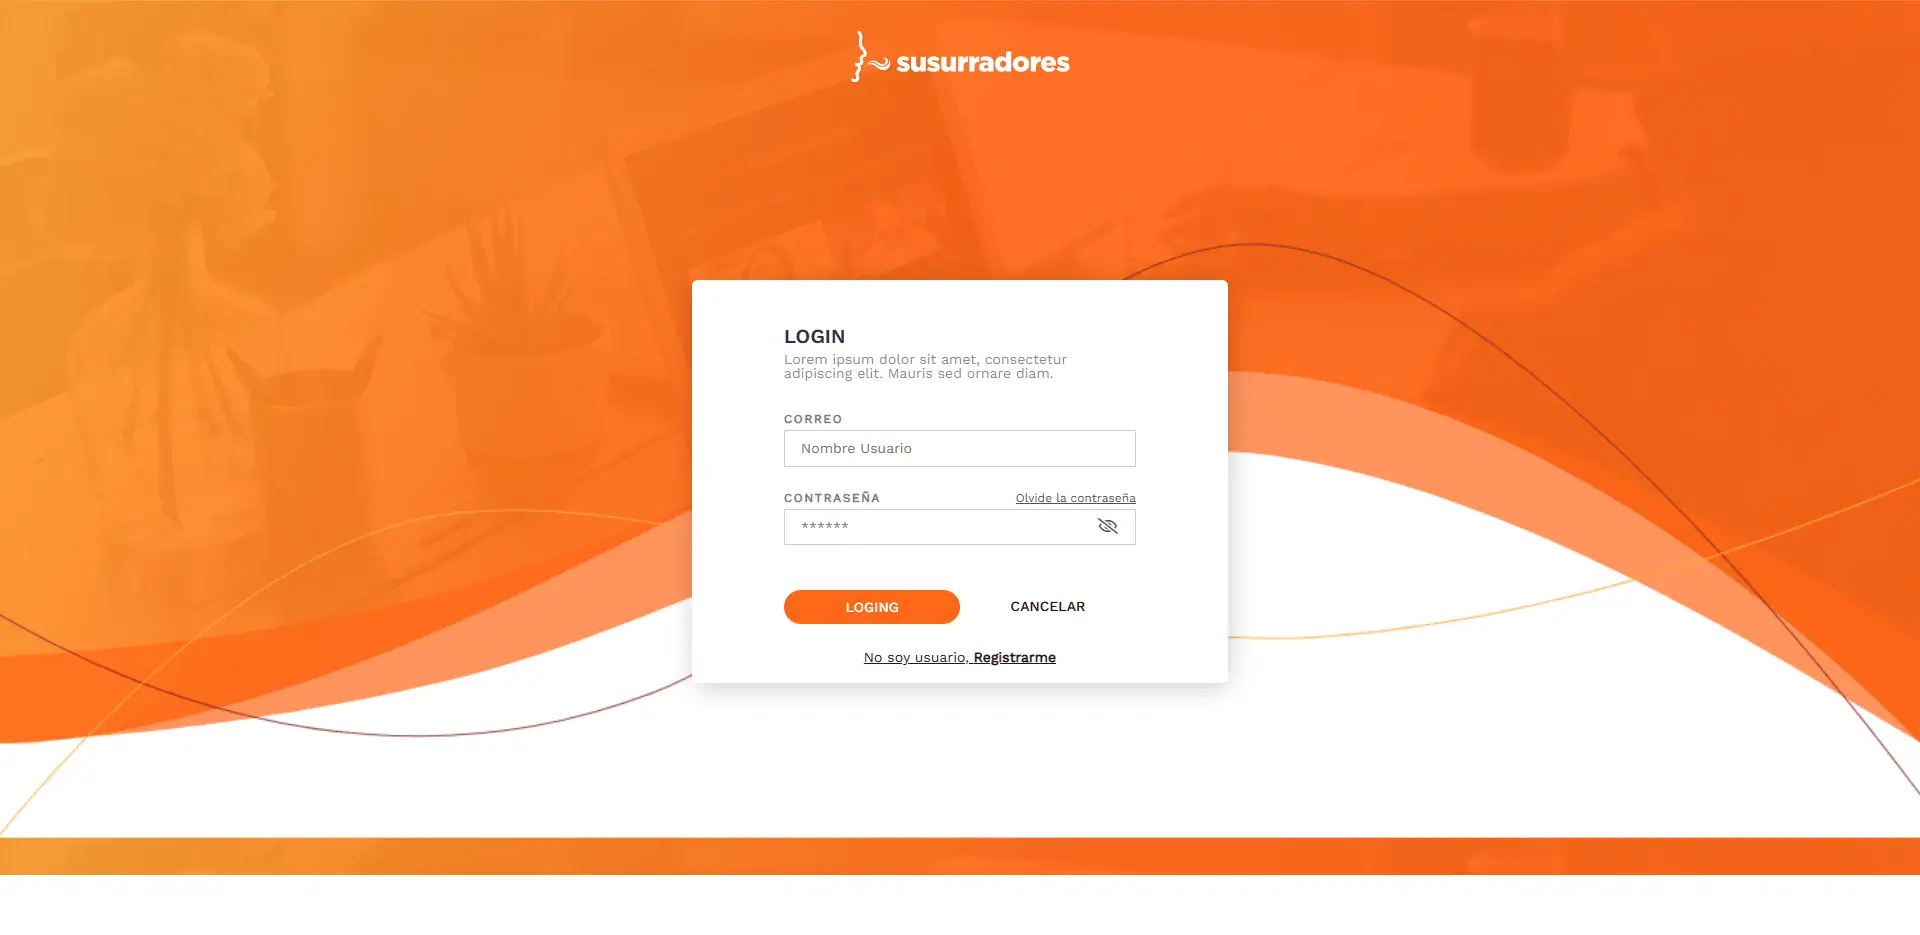 susurradores
LOGIN
Lorem ipsum dolor sit amet, consectetur
adipiscing elit. Mauris sed ornare diam.
CORREO
Nombre Usuario
CONTRASEÑA Olvide la contraseña
******
LOGING CANCELAR
No soy usuario, Registrarme